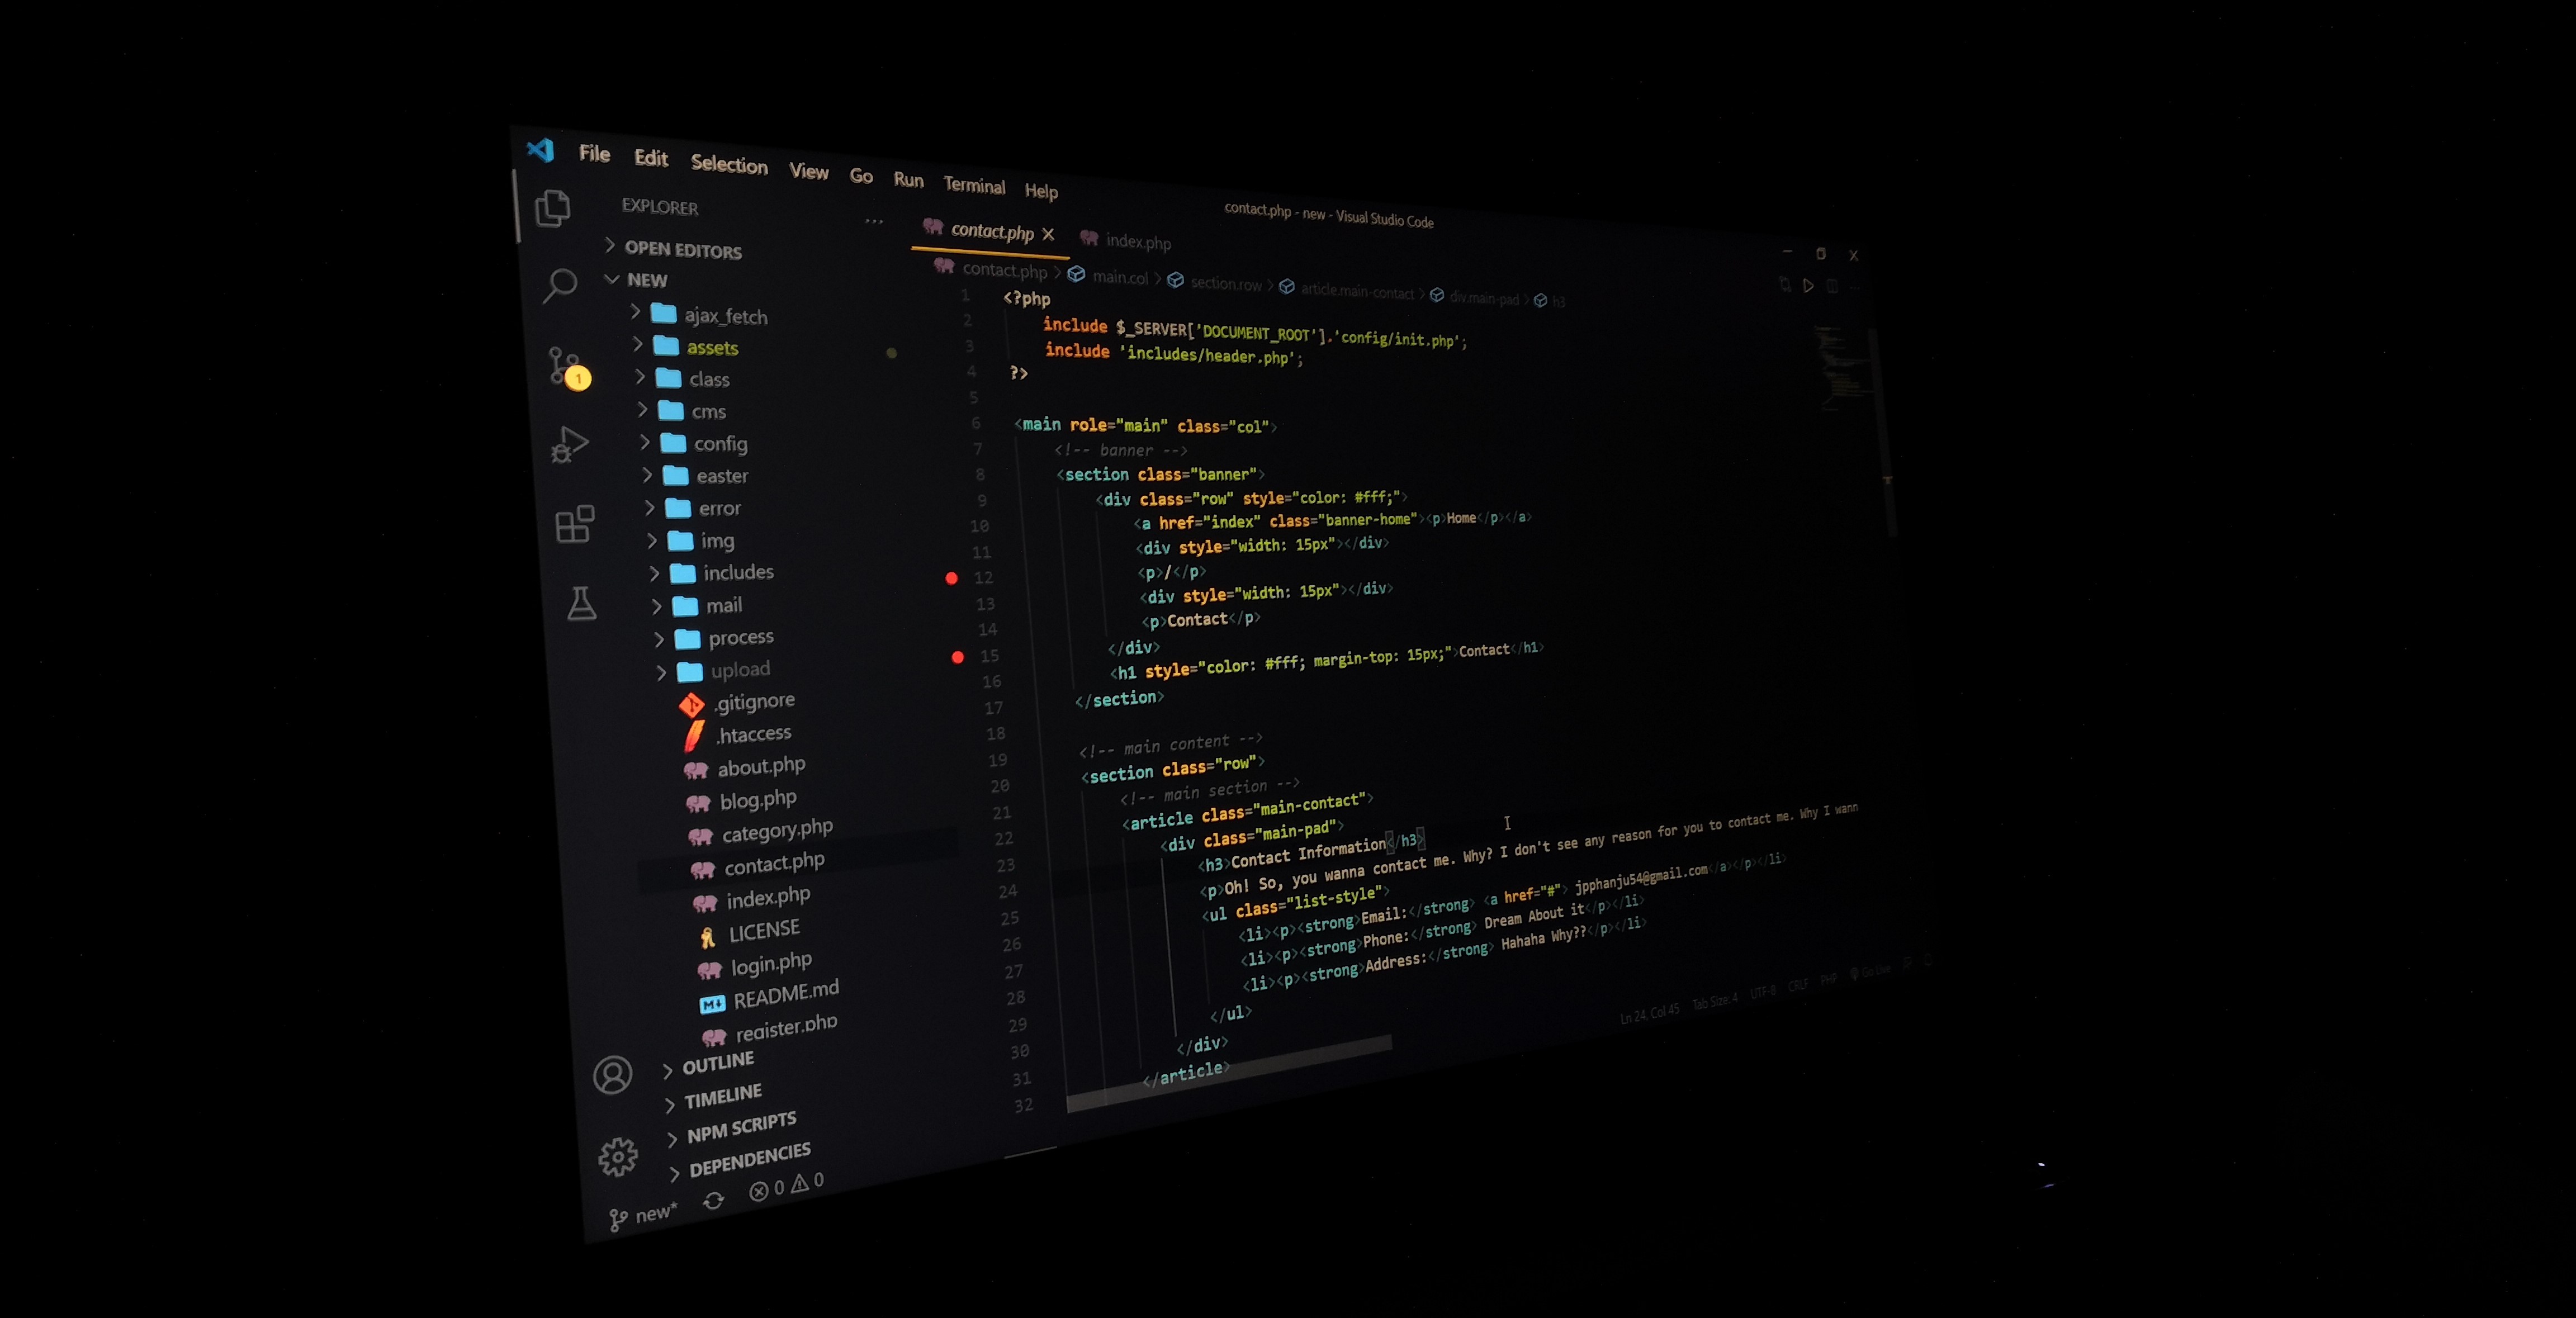 File Edit Selection View Go Run Terminal Help
contact.php - new - Visual Studio Code
EXPLORER ...
OPEN EDITORS
NEW
ajax_fetch
assets
class
cms
config
easter
error
img
includes
mail
process
upload
.gitignore
.htaccess
about.php
blog.php
category.php
contact.php
index.php
LICENSE
login.php
README.md
register.php
OUTLINE
TIMELINE
NPM SCRIPTS
DEPENDENCIES
1
contact.php index.php
contact.php > main.col > section.row > article.main-contact > div.main-pad > h3
1 <?php
2 include $_SERVER['DOCUMENT_ROOT'].'config/init.php';
3 include 'includes/header.php';
4 ?>
5
6 <main role="main" class="col">
7 <!-- banner -->
8 <section class="banner">
9 <div class="row" style="color: #fff;">
10 <a href="index" class="banner-home"><p>Home</p></a>
11 <div style="width: 15px"></div>
12 <p>/</p>
13 <div style="width: 15px"></div>
14 <p>Contact</p>
15 </div>
16 <h1 style="color: #fff; margin-top: 15px;">Contact</h1>
17 </section>
18
19 <!-- main content -->
20 <section class="row">
21 <!-- main section -->
22 <article class="main-contact">
23 <div class="main-pad">
24 <h3>Contact Information</h3>
25 <p>Oh! So, you wanna contact me. Why? I don't see any reason for you to contact me. Why I wann
26 <ul class="list-style">
27 <li><p><strong>Email:</strong> <a href="#"> jpphanju54@gmail.com</a></p></li>
28 <li><p><strong>Phone:</strong> Dream About it</p></li>
29 <li><p><strong>Address:</strong> Hahaha Why??</p></li>
30 </ul>
31 </div>
32 </article>
new* 0 0
Ln 24, Col 45 Tab Size: 4 UTF-8 CRLF PHP Go Live